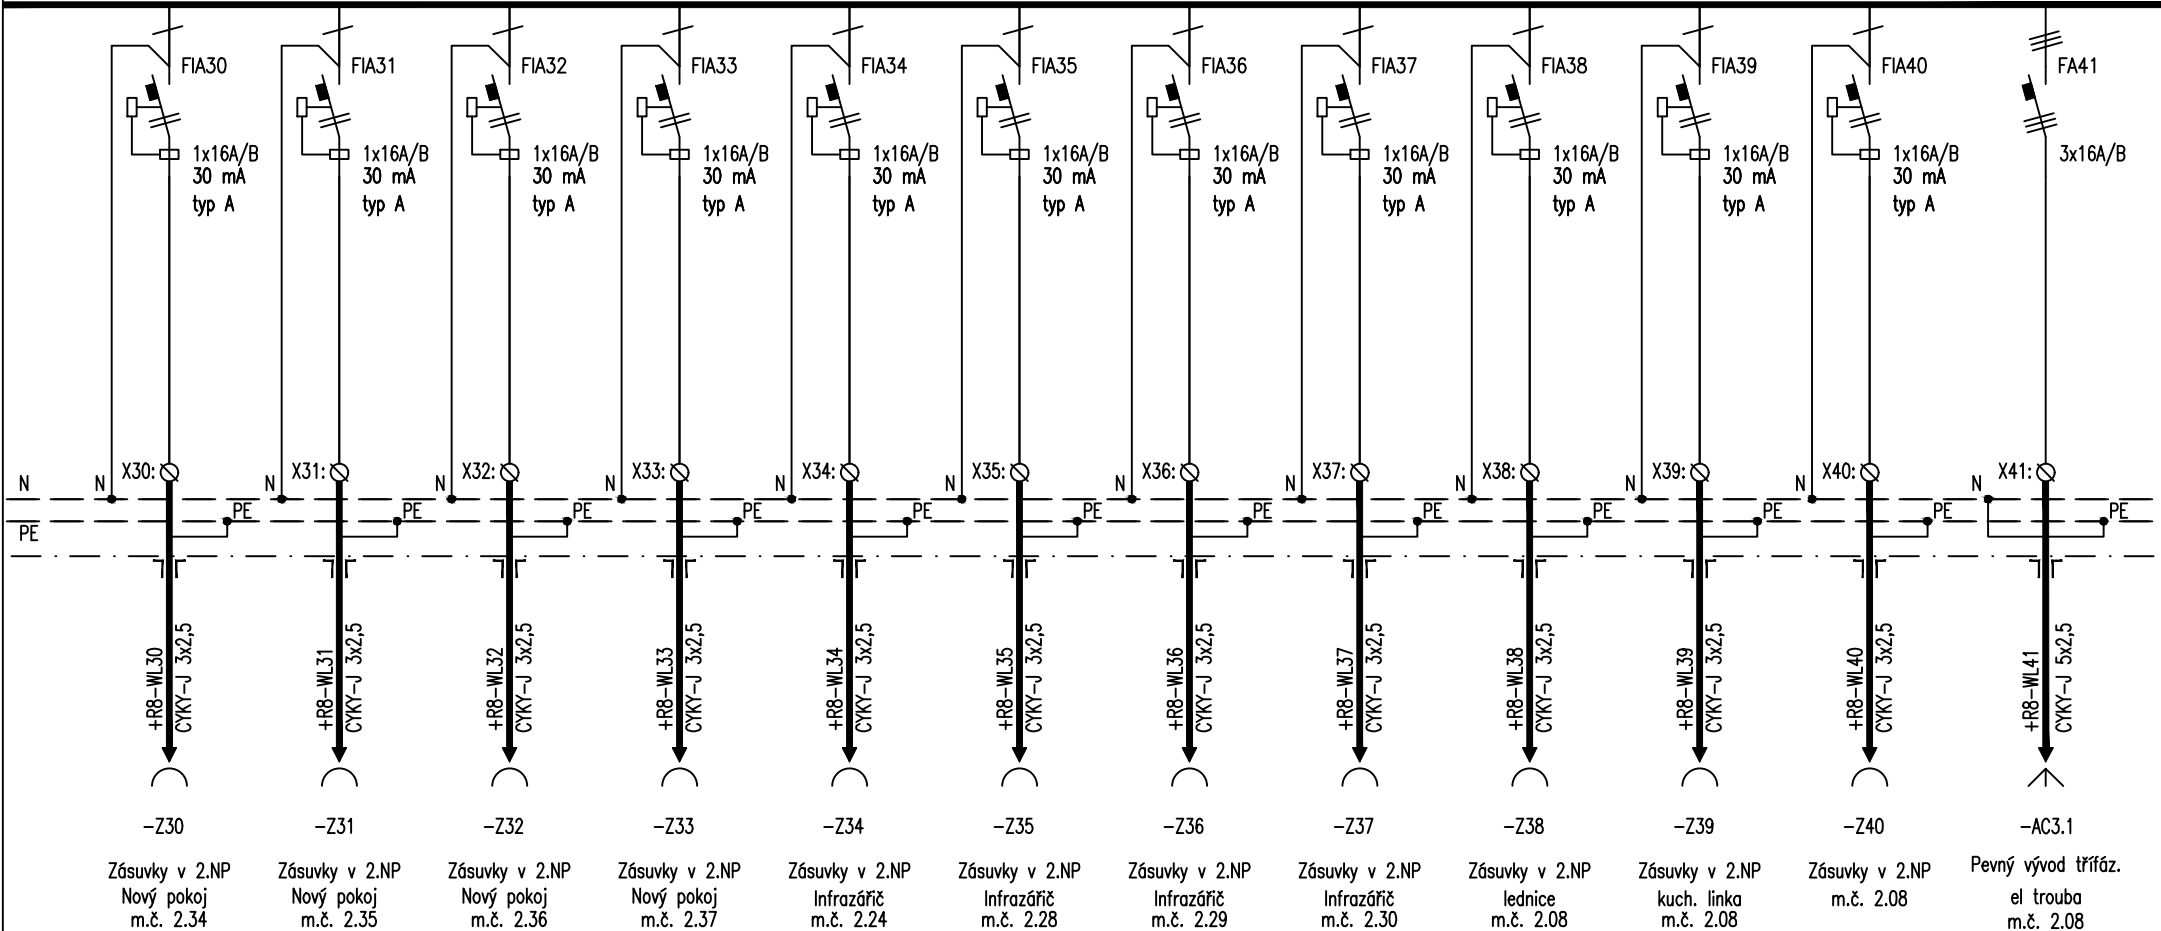 FIA30 FIA31 FIA32 FIA33 FIA34 FIA35 FIA36 FIA37 FIA38 FIA39 FIA40 FA41
1x16A/B 1x16A/B 1x16A/B 1x16A/B 1x16A/B 1x16A/B 1x16A/B 1x16A/B 1x16A/B 1x16A/B 1x16A/B 3x16A/B
30 mA 30 mA 30 mA 30 mA 30 mA 30 mA 30 mA 30 mA 30 mA 30 mA 30 mA
typ A typ A typ A typ A typ A typ A typ A typ A typ A typ A typ A
X30: X31: X32: X33: X34: X35: X36: X37: X38: X39: X40: X41:
N N N N N N N N N N N N N
PE PE PE PE PE PE PE PE PE PE PE PE
PE
+R8-WL30 CYKY-J 3x2,5
+R8-WL31 CYKY-J 3x2,5
+R8-WL32 CYKY-J 3x2,5
+R8-WL33 CYKY-J 3x2,5
+R8-WL34 CYKY-J 3x2,5
+R8-WL35 CYKY-J 3x2,5
+R8-WL36 CYKY-J 3x2,5
+R8-WL37 CYKY-J 3x2,5
+R8-WL38 CYKY-J 3x2,5
+R8-WL39 CYKY-J 3x2,5
+R8-WL40 CYKY-J 3x2,5
+R8-WL41 CYKY-J 5x2,5
-Z30 -Z31 -Z32 -Z33 -Z34 -Z35 -Z36 -Z37 -Z38 -Z39 -Z40 -AC3.1
Zásuvky v 2.NP Zásuvky v 2.NP Zásuvky v 2.NP Zásuvky v 2.NP Zásuvky v 2.NP Zásuvky v 2.NP Zásuvky v 2.NP Zásuvky v 2.NP Zásuvky v 2.NP Zásuvky v 2.NP Zásuvky v 2.NP Pevný vývod třífáz.
Nový pokoj Nový pokoj Nový pokoj Nový pokoj Infrazářič Infrazářič Infrazářič Infrazářič lednice kuch. linka m.č. 2.08 el trouba
m.č. 2.34 m.č. 2.35 m.č. 2.36 m.č. 2.37 m.č. 2.24 m.č. 2.28 m.č. 2.29 m.č. 2.30 m.č. 2.08 m.č. 2.08 m.č. 2.08